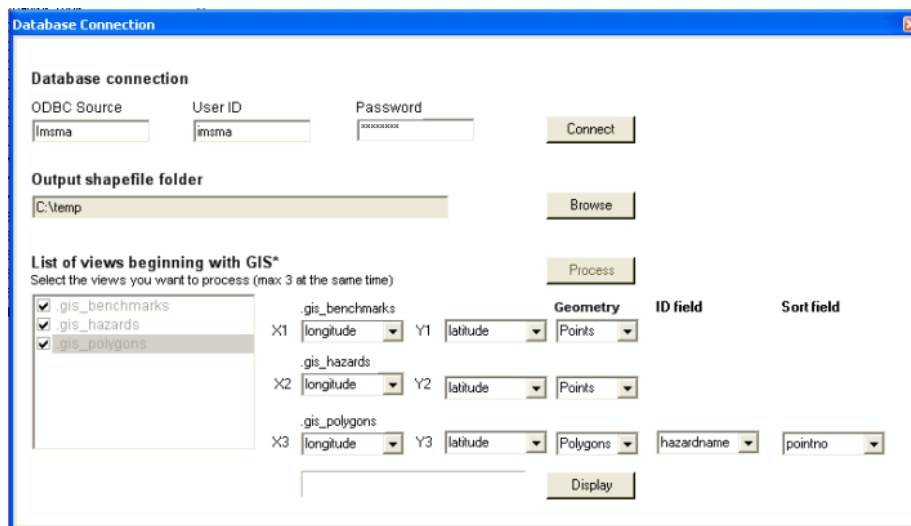 Database Connection
Database connection
ODBC Source User ID Password
Imsma imsma xxxxxxxx Connect
Output shapefile folder
C:\temp Browse
List of views beginning with GIS* Process
Select the views you want to process (max 3 at the same time)
.gis_benchmarks
.gis_hazards
.gis_polygons
.gis_benchmarks Geometry ID field Sort field
X1 longitude Y1 latitude Points
.gis_hazards
X2 longitude Y2 latitude Points
.gis_polygons
X3 longitude Y3 latitude Polygons hazardname pointno
Display